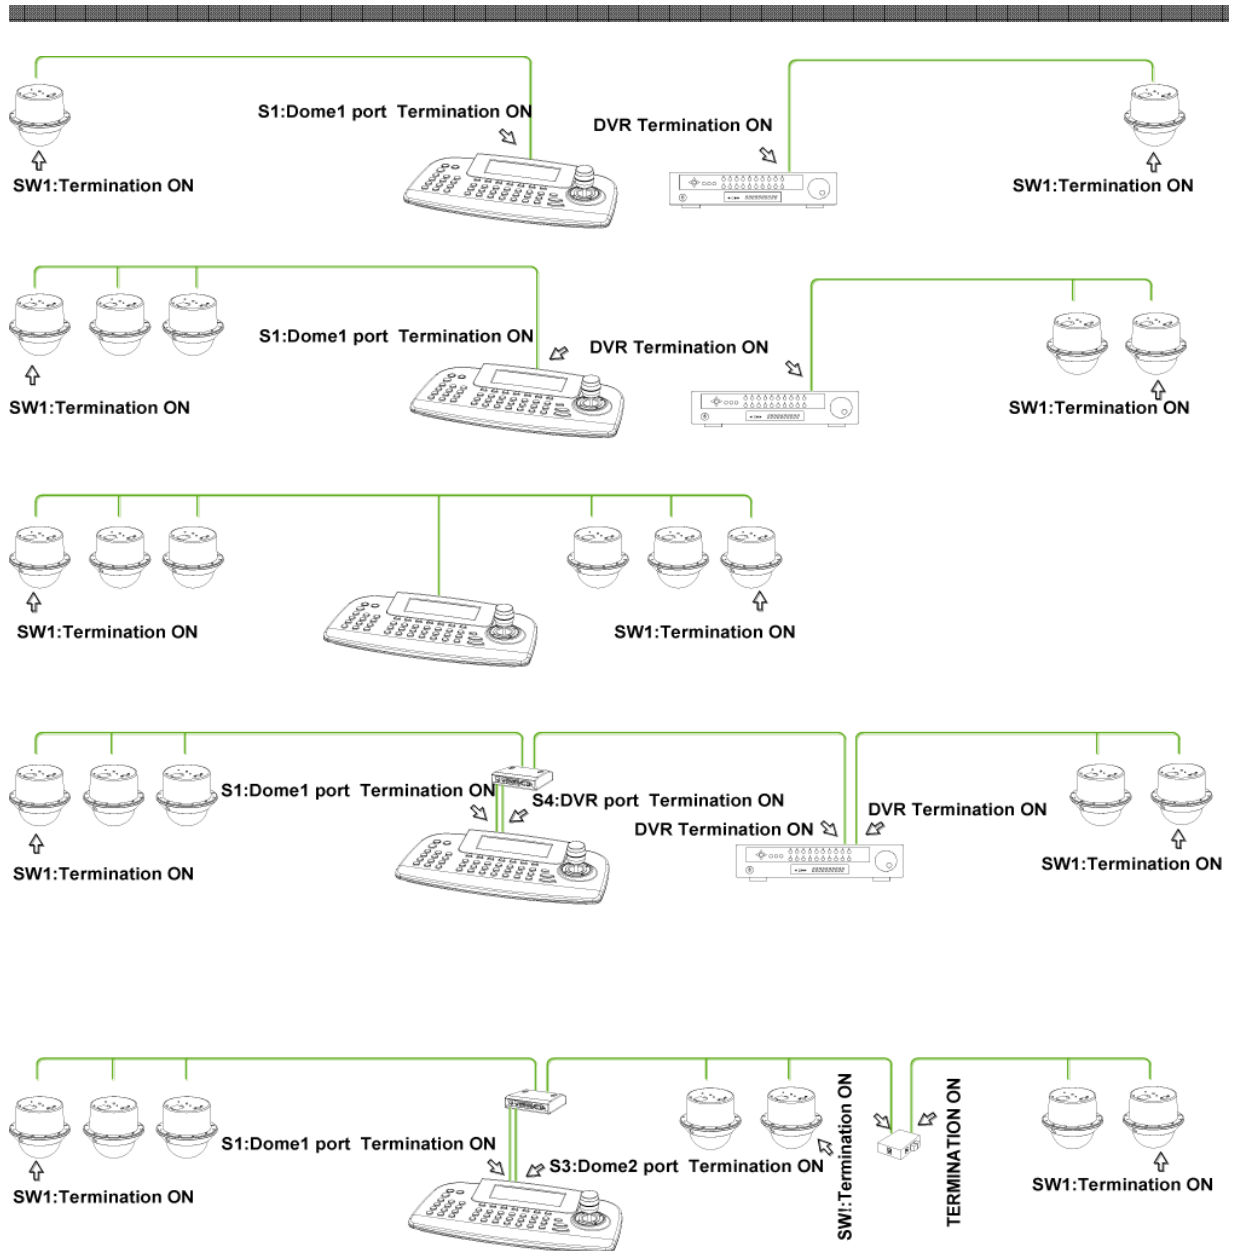 S1:Dome1 port  Termination ON
DVR Termination ON
SW1:Termination ON
SW1:Termination ON
S1:Dome1 port  Termination ON
DVR Termination ON
SW1:Termination ON
SW1:Termination ON
SW1:Termination ON
SW1:Termination ON
S1:Dome1 port  Termination ON
S4:DVR port  Termination ON
DVR Termination ON
DVR Termination ON
SW1:Termination ON
SW1:Termination ON
S1:Dome1 port  Termination ON
S3:Dome2 port  Termination ON
SW!:Termination ON
TERMINATION ON
SW1:Termination ON
SW1:Termination ON